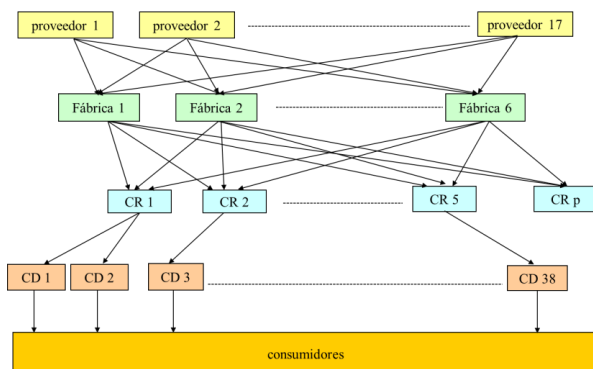 proveedor 1
proveedor 2
proveedor 17
Fábrica 1
Fábrica 2
Fábrica 6
CR 1
CR 2
CR 5
CR p
CD 1
CD 2
CD 3
CD 38
consumidores